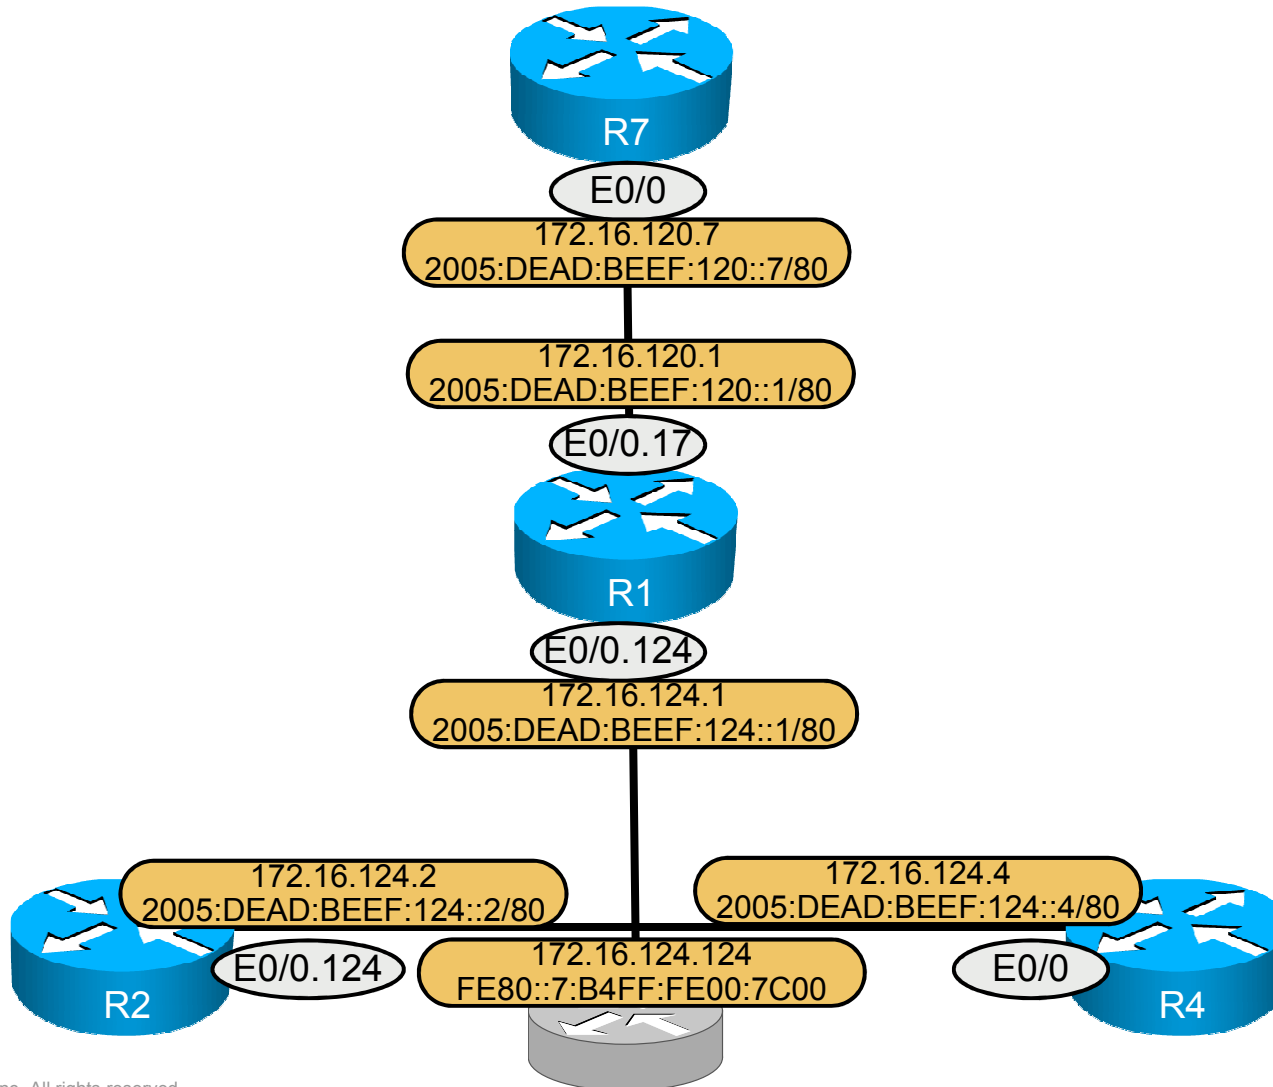 R7
E0/0
172.16.120.7
2005:DEAD:BEEF:120::7/80
172.16.120.1
2005:DEAD:BEEF:120::1/80
E0/0.17
R1
E0/0.124
172.16.124.1
2005:DEAD:BEEF:124::1/80
172.16.124.2
2005:DEAD:BEEF:124::2/80
172.16.124.4
2005:DEAD:BEEF:124::4/80
E0/0.124
172.16.124.124
FE80::7:B4FF:FE00:7C00
E0/0
R2
R4
All rights reserved